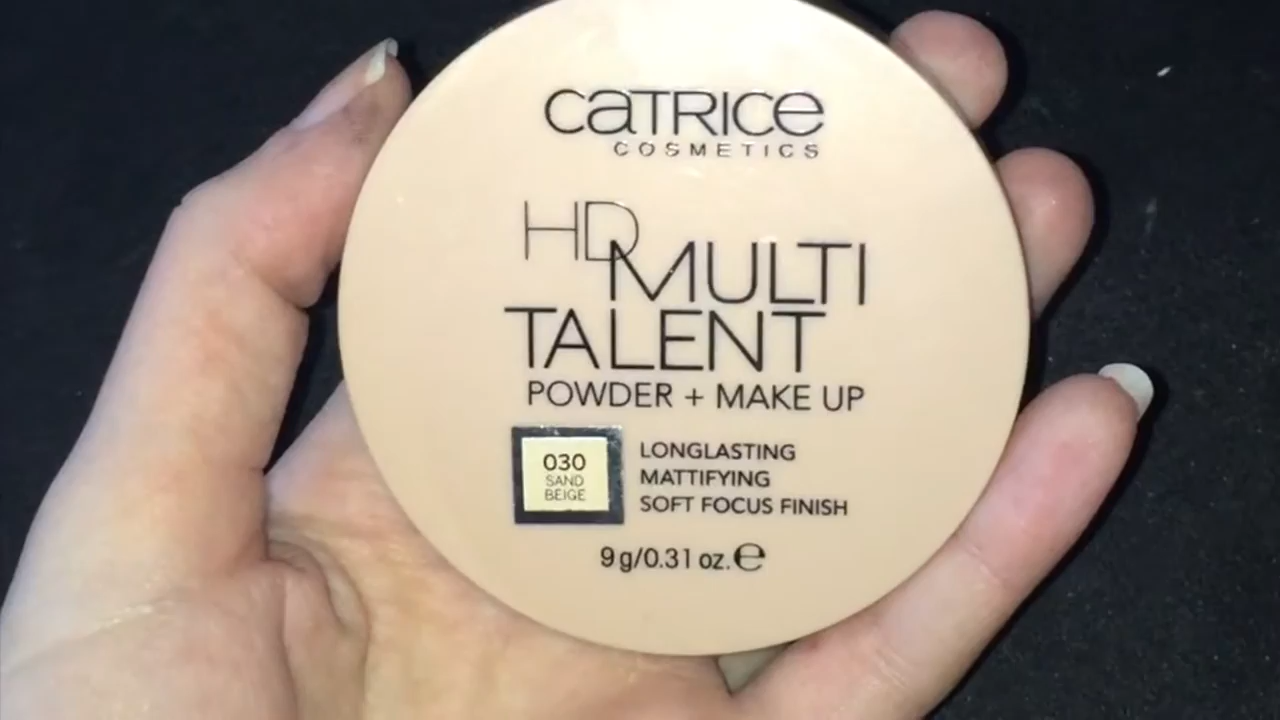 CATRICE
COSMETICS
HD MULTI
TALENT
POWDER + MAKE UP
030
SAND
BEIGE
LONGLASTING
MATTIFYING
SOFT FOCUS FINISH
9 g/0.31 oz. ℮